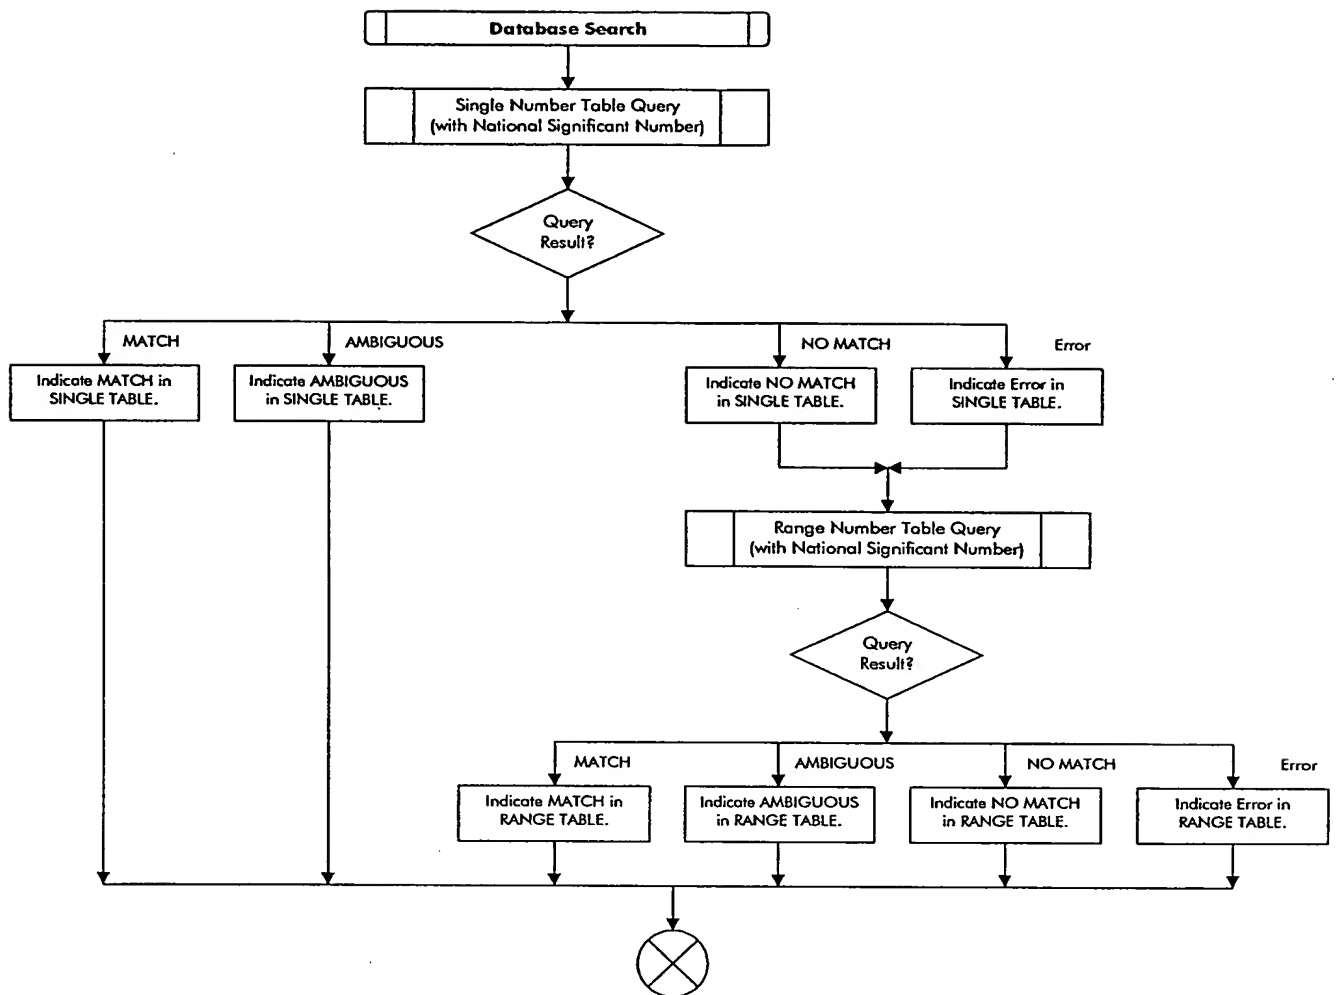 Database Search
Single Number Table Query
(with National Significant Number)
Query
Result?
MATCH
AMBIGUOUS
NO MATCH
Error
Indicate MATCH in
SINGLE TABLE.
Indicate AMBIGUOUS
in SINGLE TABLE.
Indicate NO MATCH
in SINGLE TABLE.
Indicate Error in
SINGLE TABLE.
Range Number Table Query
(with National Significant Number)
Query
Result?
MATCH
AMBIGUOUS
NO MATCH
Error
Indicate MATCH in
RANGE TABLE.
Indicate AMBIGUOUS
in RANGE TABLE.
Indicate NO MATCH
in RANGE TABLE.
Indicate Error in
RANGE TABLE.